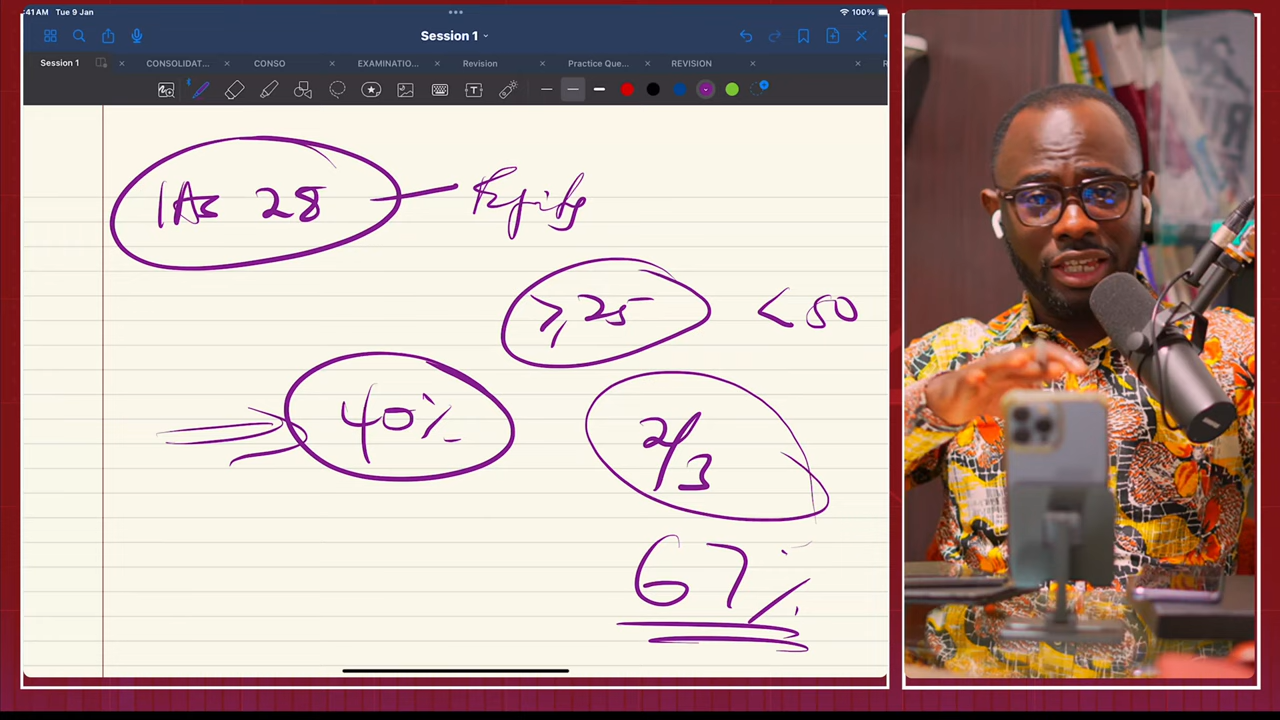 :41 AM Tue 9 Jan
100%
Session 1
Session 1
CONSOLIDAT...
CONSO
EXAMINATIO...
Revision
Practice Que...
REVISION
IAS 28
Equity
≥ 25
< 50
40%
2/3
67%